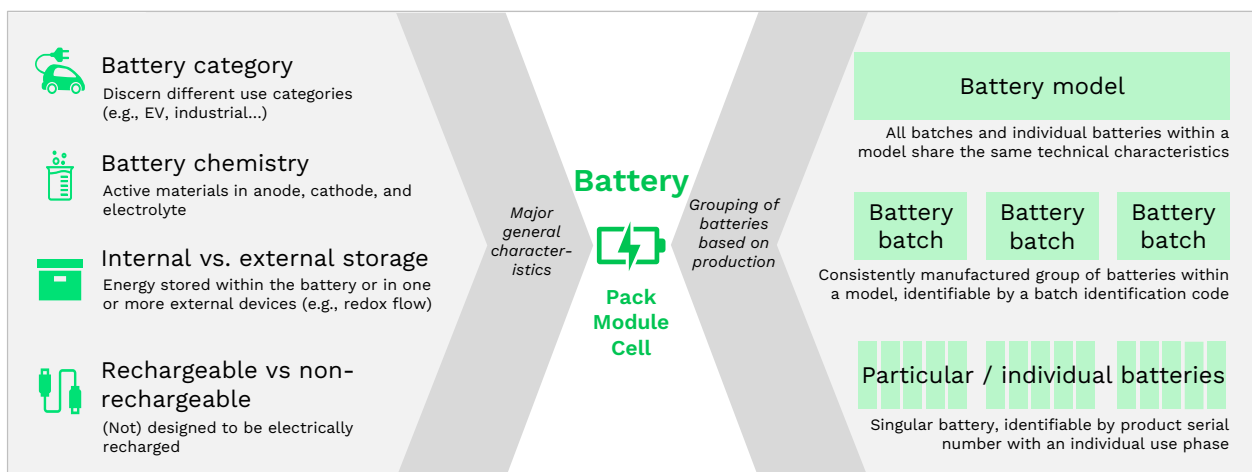 Battery category
Discern different use categories
(e.g., EV, industrial...)
Battery chemistry
Active materials in anode, cathode, and
electrolyte
Internal vs. external storage
Energy stored within the battery or in one
or more external devices (e.g., redox flow)
Rechargeable vs non-
rechargeable
(Not) designed to be electrically
recharged
Major
general
character-
istics
Battery
Pack
Module
Cell
Grouping of
batteries
based on
production
Battery model
All batches and individual batteries within a
model share the same technical characteristics
Battery
batch
Battery
batch
Battery
batch
Consistently manufactured group of batteries within
a model, identifiable by a batch identification code
Particular / individual batteries
Singular battery, identifiable by product serial
number with an individual use phase